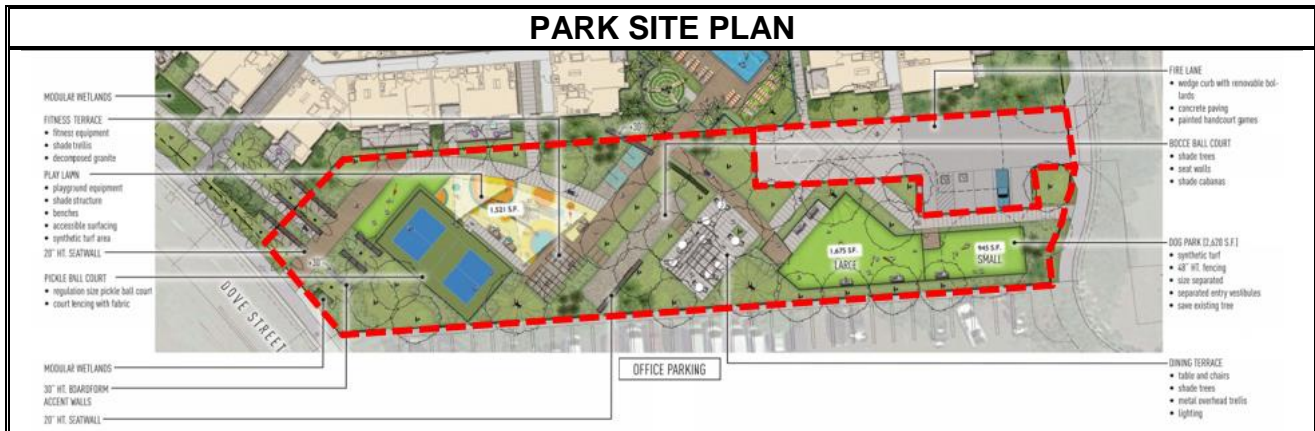 PARK SITE PLAN
MODULAR WETLANDS
FITNESS TERRACE
• fitness equipment
• shade trellis
• decomposed granite
PLAY LAWN
• playground equipment
• shade structure
• benches
• accessible surfacing
• synthetic turf area
20" HT. SEATWALL
PICKLE BALL COURT
• regulation size pickle ball court
• court fencing with fabric
MODULAR WETLANDS
30" HT. BOARDFORM
ACCENT WALLS
20" HT. SEATWALL
+30"
1,521 S.F.
+30"
DOVE STREET
1,675 S.F.
LARGE
945 S.F.
SMALL
OFFICE PARKING
FIRE LANE
• wedge curb with removable bol-
lards
• concrete paving
• painted handcourt games
BOCCE BALL COURT
• shade trees
• seat walls
• shade cabanas
DOG PARK (2,620 S.F.)
• synthetic turf
• 48" HT. fencing
• size separated
• separated entry vestibules
• save existing tree
DINING TERRACE
• table and chairs
• shade trees
• metal overhead trellis
• lighting